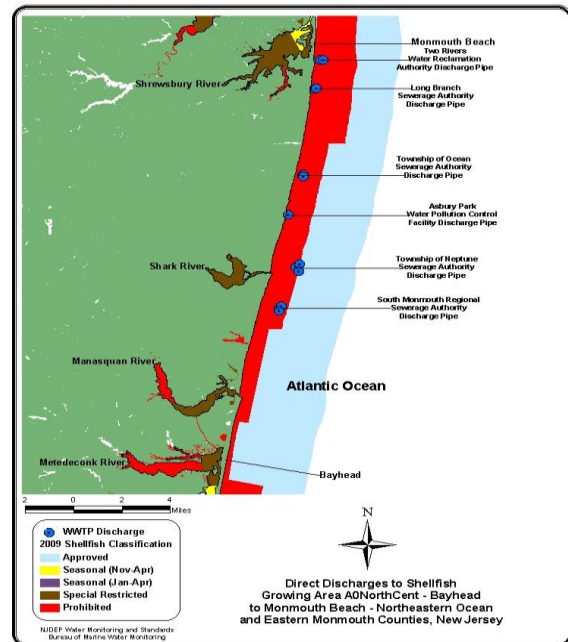 Monmouth Beach
Two Rivers
Water Reclamation
Authority Discharge Pipe
Shrewsbury River
Long Branch
Sewerage Authority
Discharge Pipe
Township of Ocean
Sewerage Authority
Discharge Pipe
Asbury Park
Water Pollution Control
Facility Discharge Pipe
Shark River
Township of Neptune
Sewerage Authority
Discharge Pipe
South Monmouth Regional
Sewerage Authority
Discharge Pipe
Manasquan River
Atlantic Ocean
Metedeconk River
Bayhead
2 0 2 4
Miles
WWTP Discharge
2009 Shellfish Classification
Approved
Seasonal (Nov-Apr)
Seasonal (Jan-Apr)
Special Restricted
Prohibited
N
Direct Discharges to Shellfish
Growing Area A0NorthCent - Bayhead
to Monmouth Beach - Northeastern Ocean
and Eastern Monmouth Counties, New Jersey
NJDEP Water Monitoring and Standards
Bureau of Marine Water Monitoring